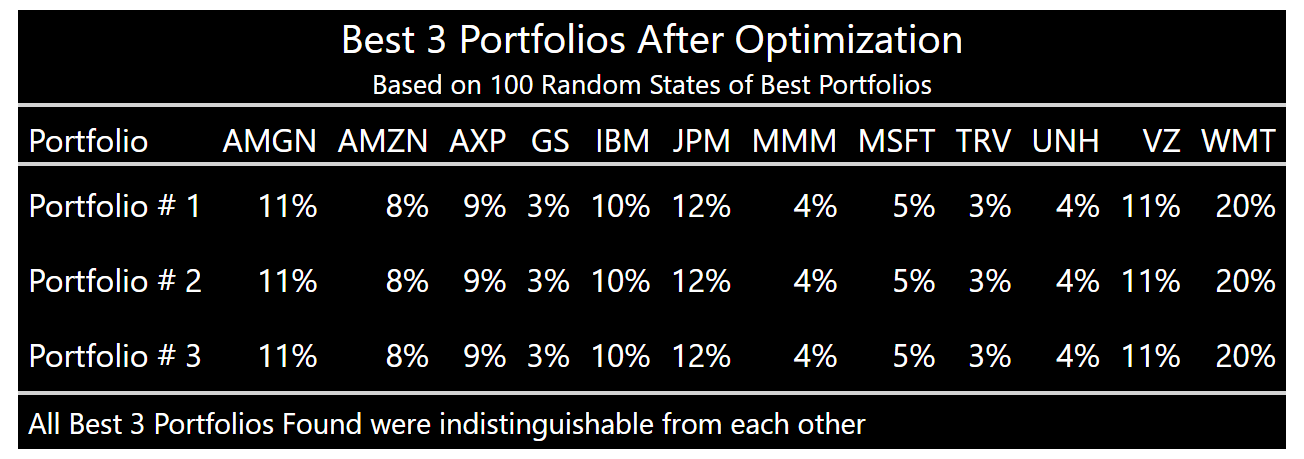 Best 3 Portfolios After Optimization
Based on 100 Random States of Best Portfolios
Portfolio AMGN AMZN AXP GS IBM JPM MMM MSFT TRV UNH VZ WMT
Portfolio # 1 11% 8% 9% 3% 10% 12% 4% 5% 3% 4% 11% 20%
Portfolio # 2 11% 8% 9% 3% 10% 12% 4% 5% 3% 4% 11% 20%
Portfolio # 3 11% 8% 9% 3% 10% 12% 4% 5% 3% 4% 11% 20%
All Best 3 Portfolios Found were indistinguishable from each other